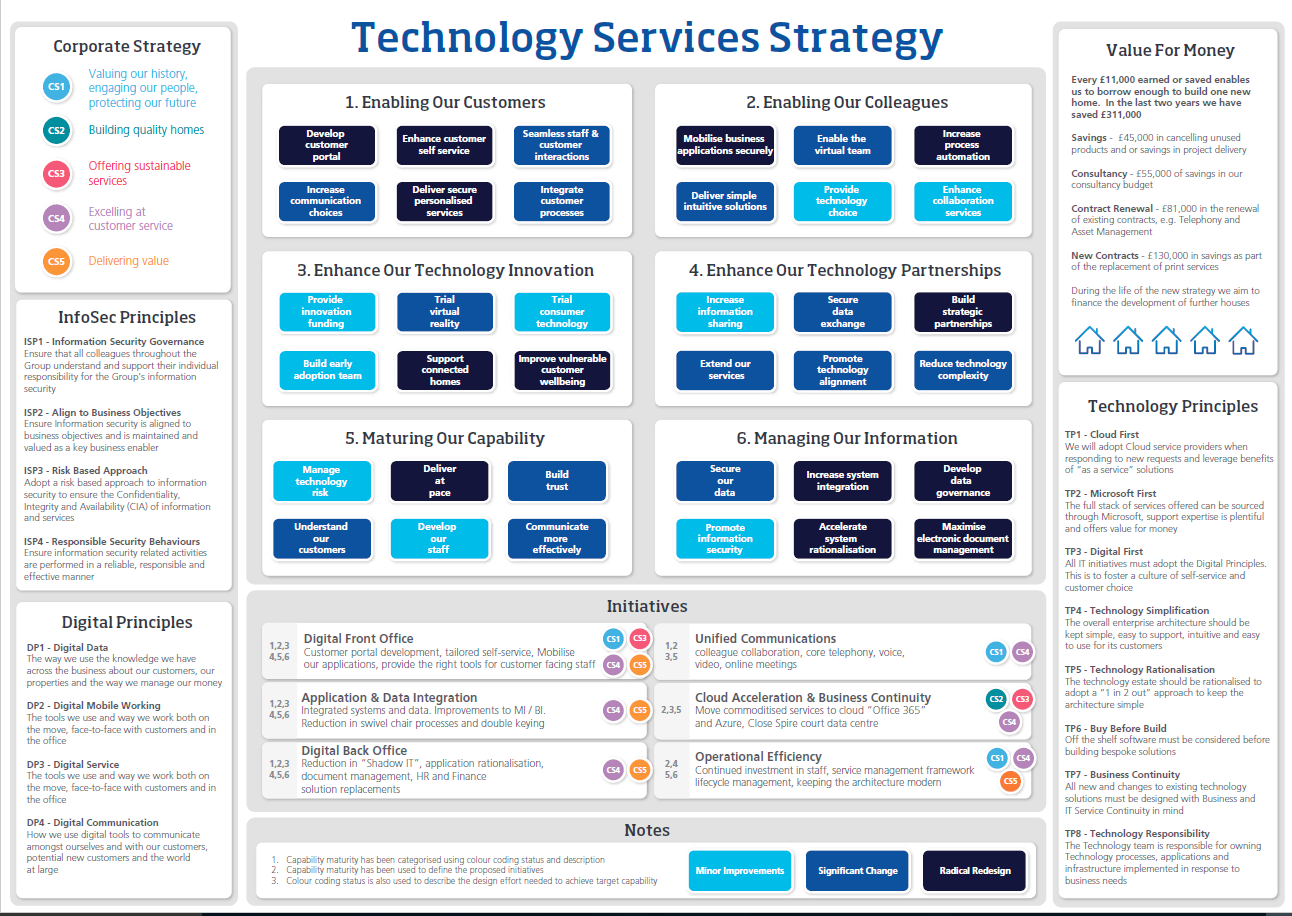 Technology Services Strategy
Corporate Strategy
CS1
Valuing our history,
engaging our people,
protecting our future
CS2
Building quality homes
CS3
Offering sustainable
services
CS4
Excelling at
customer service
CS5
Delivering value
InfoSec Principles
ISP1 - Information Security Governance
Ensure that all colleagues throughout the
Group understand and support their individual
responsibility for the Group's information
security
ISP2 - Align to Business Objectives
Ensure Information security is aligned to
business objectives and is maintained and
valued as a key business enabler
ISP3 - Risk Based Approach
Adopt a risk based approach to information
security to ensure the Confidentiality,
Integrity and Availability (CIA) of information
and services
ISP4 - Responsible Security Behaviours
Ensure information security related activities
are performed in a reliable, responsible and
effective manner
Digital Principles
DP1 - Digital Data
The way we use the knowledge we have
across the business about our customers, our
properties and the way we manage our money
DP2 - Digital Mobile Working
The tools we use and way we work both on
the move, face-to-face with customers and in
the office
DP3 - Digital Service
The tools we use and way we work both on
the move, face-to-face with customers and in
the office
DP4 - Digital Communication
How we use digital tools to communicate
amongst ourselves and with our customers,
potential new customers and the world
at large
1. Enabling Our Customers
Develop
customer
portal
Enhance customer
self service
Seamless staff &
customer
interactions
Increase
communication
choices
Deliver secure
personalised
services
Integrate
customer
processes
2. Enabling Our Colleagues
Mobilise business
applications securely
Enable the
virtual team
Increase
process
automation
Deliver simple
intuitive solutions
Provide
technology
choice
Enhance
collaboration
services
3. Enhance Our Technology Innovation
Provide
innovation
funding
Trial
virtual
reality
Trial
consumer
technology
Build early
adoption team
Support
connected
homes
Improve vulnerable
customer
wellbeing
4. Enhance Our Technology Partnerships
Increase
information
sharing
Secure
data
exchange
Build
strategic
partnerships
Extend our
services
Promote
technology
alignment
Reduce technology
complexity
5. Maturing Our Capability
Manage
technology
risk
Deliver
at
pace
Build
trust
Understand
our
customers
Develop
our
staff
Communicate
more
effectively
6. Managing Our Information
Secure
our
data
Increase system
integration
Develop
data
governance
Promote
information
security
Accelerate
system
rationalisation
Maximise
electronic document
management
Initiatives
1,2,3
4,5,6
Digital Front Office
Customer portal development, tailored self-service, Mobilise
our applications, provide the right tools for customer facing staff
CS1 CS3
CS4 CS5
1,2
3,5
Unified Communications
colleague collaboration, core telephony, voice,
video, online meetings
CS1 CS4
1,2,3
4,5,6
Application & Data Integration
Integrated systems and data. Improvements to MI / BI.
Reduction in swivel chair processes and double keying
CS4 CS5
2,3,5
Cloud Acceleration & Business Continuity
Move commoditised services to cloud "Office 365"
and Azure, Close Spire court data centre
CS2 CS3
CS4
1,2,3
4,5,6
Digital Back Office
Reduction in "Shadow IT", application rationalisation,
document management, HR and Finance
solution replacements
CS4 CS5
2,4
5,6
Operational Efficiency
Continued investment in staff, service management framework
lifecycle management, keeping the architecture modern
CS1 CS4
CS5
Notes
1. Capability maturity has been categorised using colour coding status and description
2. Capability maturity has been used to define the proposed initiatives
3. Colour coding status is also used to describe the design effort needed to achieve target capability
Minor Improvements
Significant Change
Radical Redesign
Value For Money
Every £11,000 earned or saved enables
us to borrow enough to build one new
home. In the last two years we have
saved £311,000
Savings - £45,000 in cancelling unused
products and or savings in project delivery
Consultancy - £55,000 of savings in our
consultancy budget
Contract Renewal - £81,000 in the renewal
of existing contracts, e.g. Telephony and
Asset Management
New Contracts - £130,000 in savings as part
of the replacement of print services
During the life of the new strategy we aim to
finance the development of further houses
Technology Principles
TP1 - Cloud First
We will adopt Cloud service providers when
responding to new requests and leverage benefits
of "as a service" solutions
TP2 - Microsoft First
The full stack of services offered can be sourced
through Microsoft, support expertise is plentiful
and offers value for money
TP3 - Digital First
All IT initiatives must adopt the Digital Principles.
This is to foster a culture of self-service and
customer choice
TP4 - Technology Simplification
The overall enterprise architecture should be
kept simple, easy to support, intuitive and easy
to use for its customers
TP5 - Technology Rationalisation
The technology estate should be rationalised to
adopt a "1 in 2 out" approach to keep the
architecture simple
TP6 - Buy Before Build
Off the shelf software must be considered before
building bespoke solutions
TP7 - Business Continuity
All new and changes to existing technology
solutions must be designed with Business and
IT Service Continuity in mind
TP8 - Technology Responsibility
The Technology team is responsible for owning
Technology processes, applications and
infrastructure implemented in response to
business needs